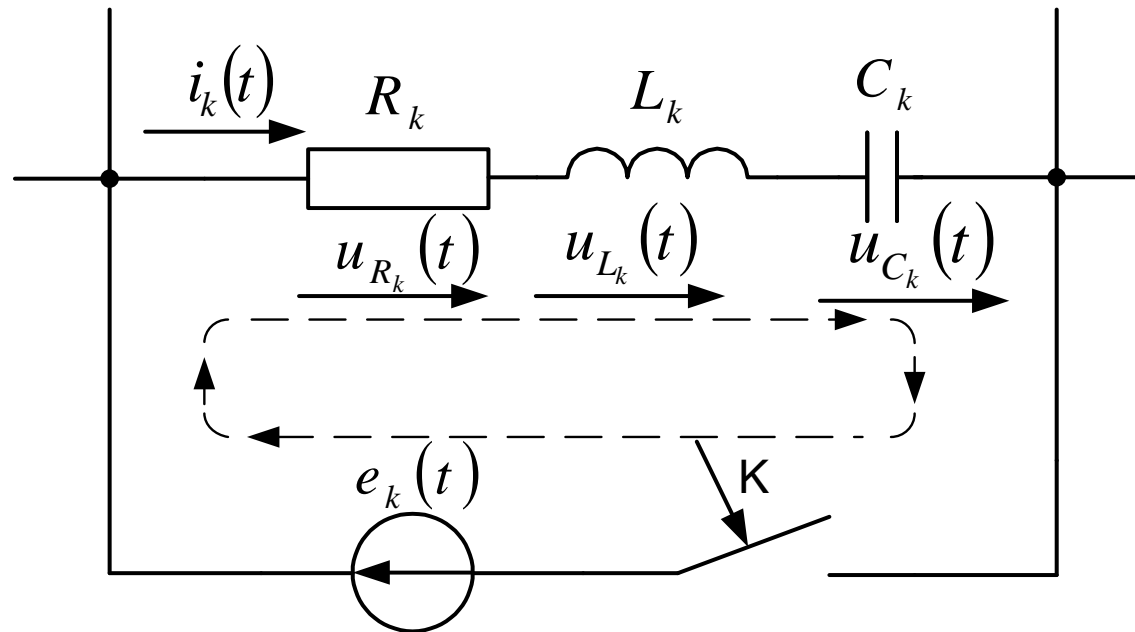 i_k(t)
R_k
L_k
C_k
u_{R_k}(t)
u_{L_k}(t)
u_{C_k}(t)
e_k(t)
K